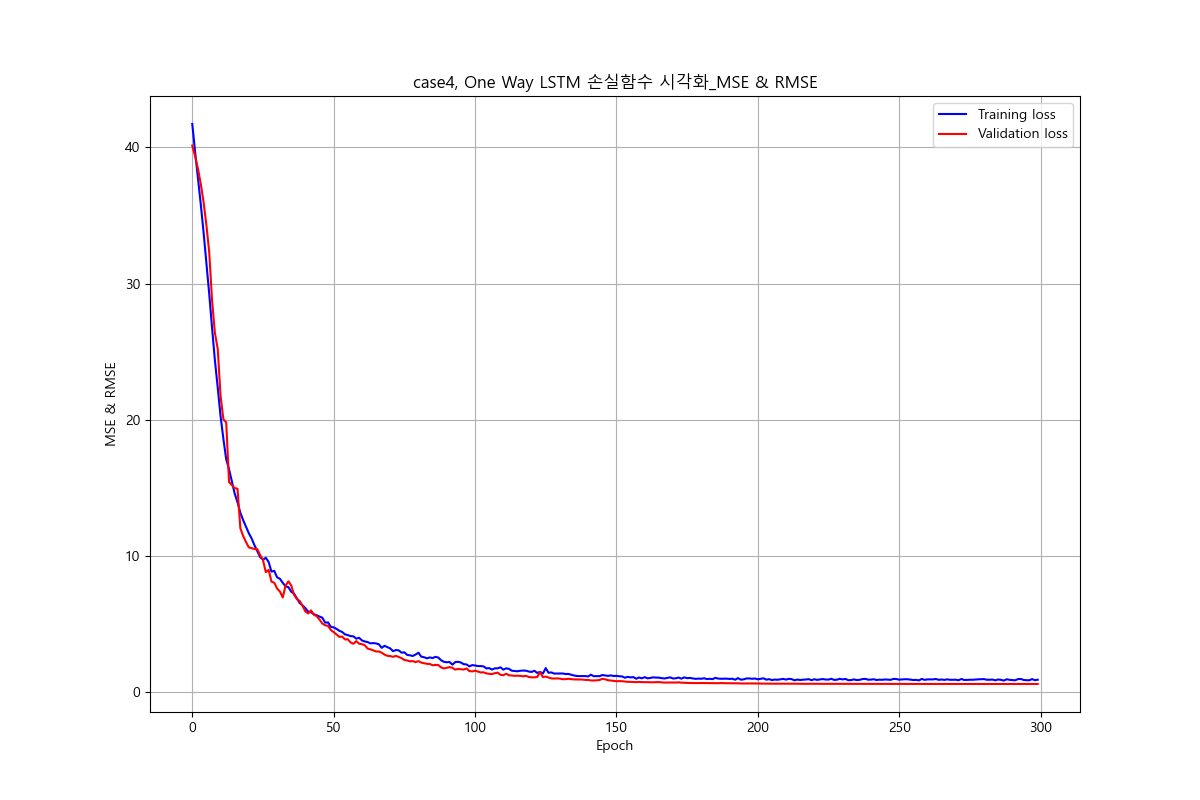 case4, One Way LSTM 손실함수 시각화_MSE & RMSE
Training loss
Validation loss
MSE & RMSE
40
30
20
10
0
0 50 100 150 200 250 300
Epoch